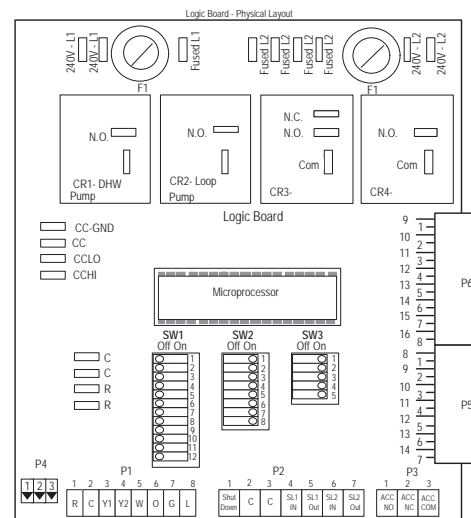 Logic Board - Physical Layout
240V - L1
240V - L1
Fused L1
Fused L2
Fused L2
Fused L2
Fused L2
240V - L2
240V - L2
F1
F1
N.O.
CR1- DHW
Pump
N.O.
CR2- Loop
Pump
N.C.
N.O.
Com
CR3-
N.O.
Com
CR4-
Logic Board
CC-GND
CC
CCLO
CCHI
Microprocessor
9
1
10
2
11
3
12
4
13
5
14
6
15
7
16
8
P6
8
1
9
2
10
3
11
4
12
5
13
6
14
7
P5
SW1
Off On
1
2
3
4
5
6
7
8
9
10
11
12
SW2
Off On
1
2
3
4
5
6
7
8
SW3
Off On
1
2
3
4
5
C
C
R
R
P4
1 2 3
P1
1 2 3 4 5 6 7 8
R C Y1 Y2 W O G L
P2
1 2 3 4 5 6 7
Shut Down C C SL1 IN SL1 Out SL2 IN SL2 Out
P3
1 2 3
ACC NO ACC NC ACC COM